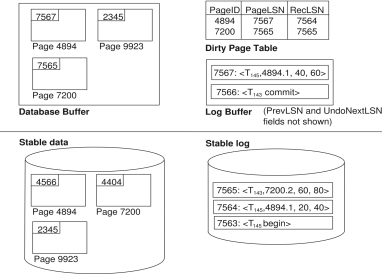 7567
2345
Page 4894
Page 9923
7565
Page 7200
Database Buffer
PageID PageLSN RecLSN
4894 7567 7564
7200 7565 7565
Dirty Page Table
7567: <T145,4894.1, 40, 60>
7566: <T143 commit>
Log Buffer (PrevLSN and UndoNextLSN
fields not shown)
Stable data
4566
4404
Page 4894
Page 7200
2345
Page 9923
Stable log
7565: <T143,7200.2, 60, 80>
7564: <T145,4894.1, 20, 40>
7563: <T145 begin>